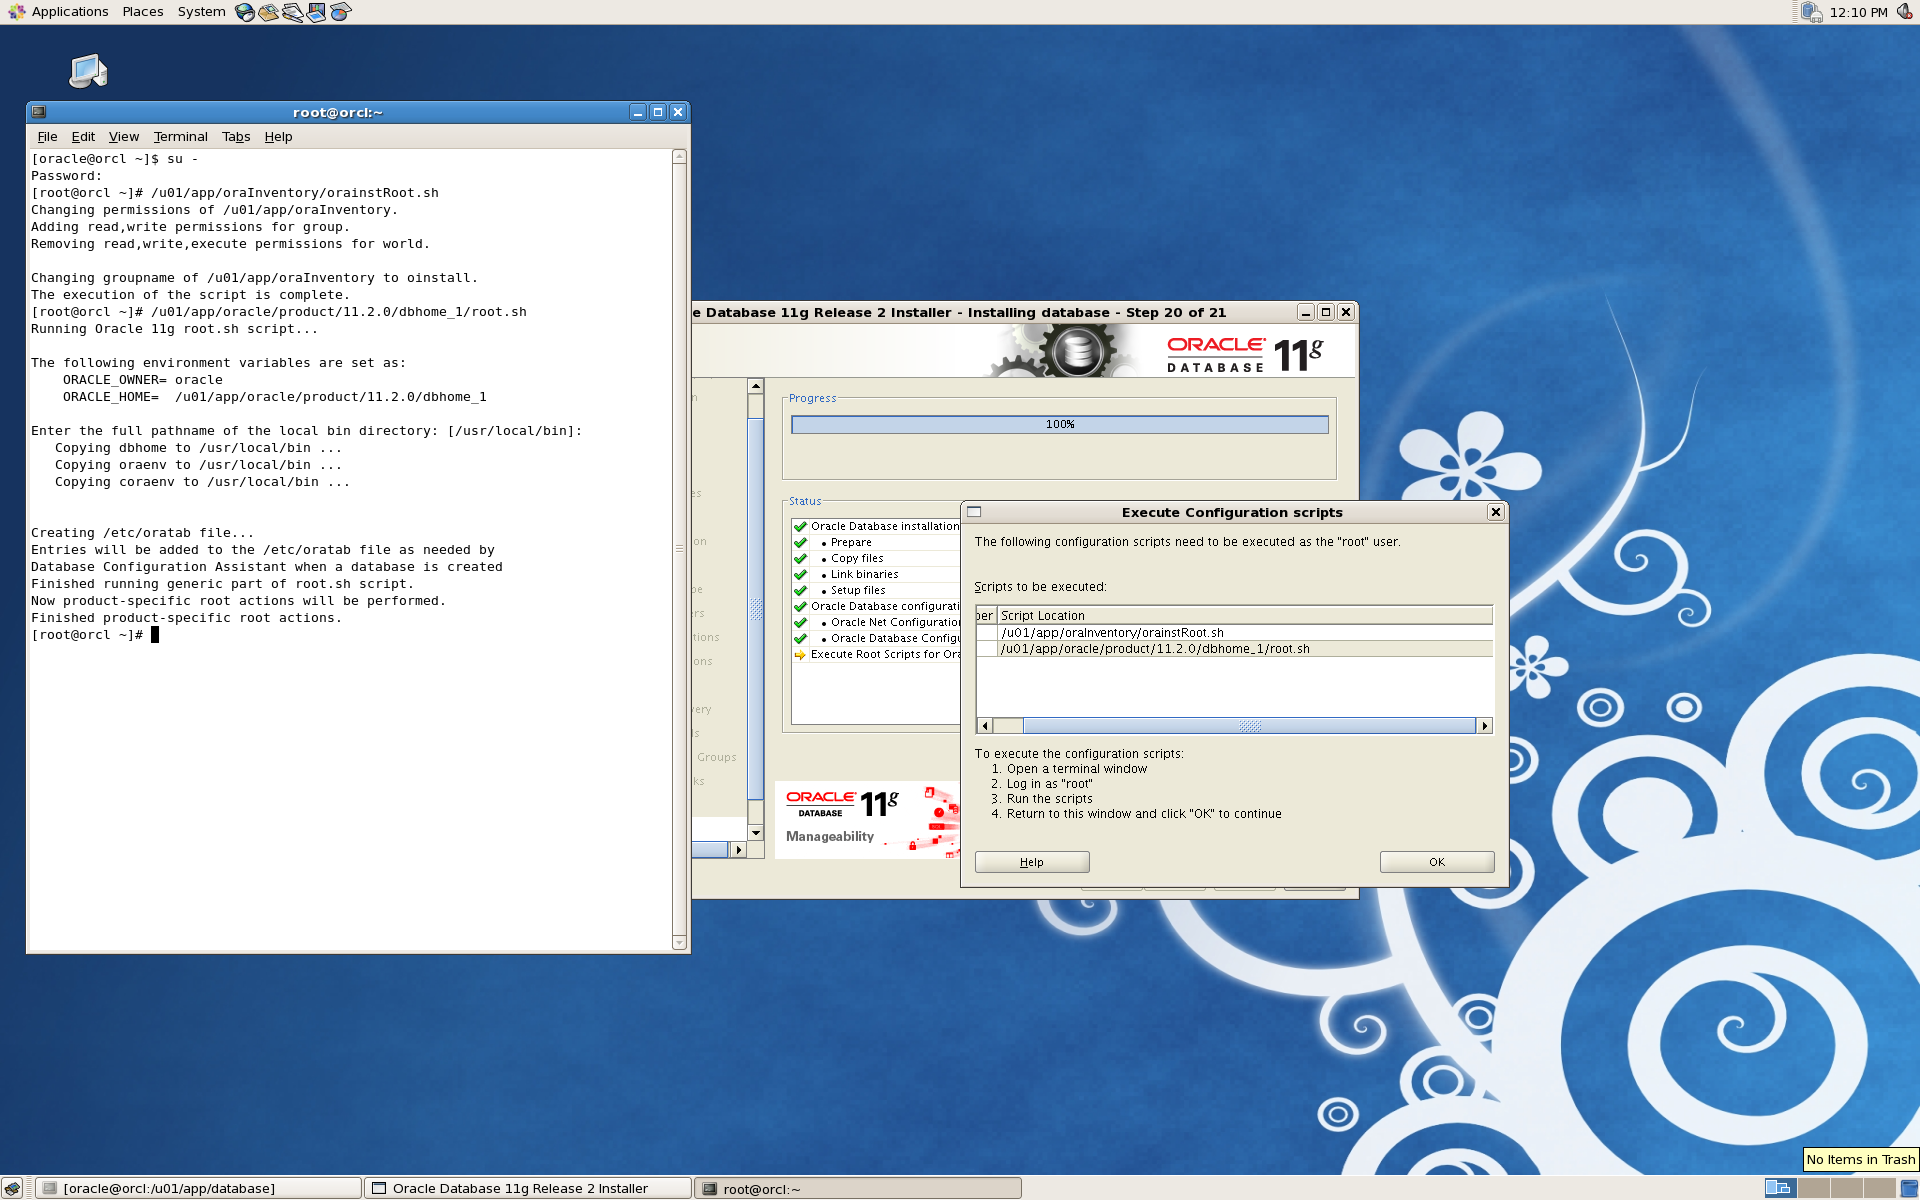 Applications Places System
12:10 PM
root@orcl:~
File Edit View Terminal Tabs Help
[oracle@orcl ~]$ su -
Password:
[root@orcl ~]# /u01/app/oraInventory/orainstRoot.sh
Changing permissions of /u01/app/oraInventory.
Adding read,write permissions for group.
Removing read,write,execute permissions for world.
Changing groupname of /u01/app/oraInventory to oinstall.
The execution of the script is complete.
[root@orcl ~]# /u01/app/oracle/product/11.2.0/dbhome_1/root.sh
Running Oracle 11g root.sh script...
The following environment variables are set as:
ORACLE_OWNER= oracle
ORACLE_HOME=  /u01/app/oracle/product/11.2.0/dbhome_1
Enter the full pathname of the local bin directory: [/usr/local/bin]:
Copying dbhome to /usr/local/bin ...
Copying oraenv to /usr/local/bin ...
Copying coraenv to /usr/local/bin ...
Creating /etc/oratab file...
Entries will be added to the /etc/oratab file as needed by
Database Configuration Assistant when a database is created
Finished running generic part of root.sh script.
Now product-specific root actions will be performed.
Finished product-specific root actions.
[root@orcl ~]#
e Database 11g Release 2 Installer - Installing database - Step 20 of 21
ORACLE DATABASE 11g
n
es
on
pe
ers
tions
ons
very
ls
Groups
ks
Progress
100%
Status
Oracle Database installation
• Prepare
• Copy files
• Link binaries
• Setup files
Oracle Database configurati
• Oracle Net Configuration
• Oracle Database Configu
Execute Root Scripts for Ora
ORACLE DATABASE 11g
Manageability
Execute Configuration scripts
The following configuration scripts need to be executed as the "root" user.
Scripts to be executed:
ber Script Location
/u01/app/oraInventory/orainstRoot.sh
/u01/app/oracle/product/11.2.0/dbhome_1/root.sh
To execute the configuration scripts:
1. Open a terminal window
2. Log in as "root"
3. Run the scripts
4. Return to this window and click "OK" to continue
Help
OK
No Items in Trash
[oracle@orcl:/u01/app/database]
Oracle Database 11g Release 2 Installer
root@orcl:~